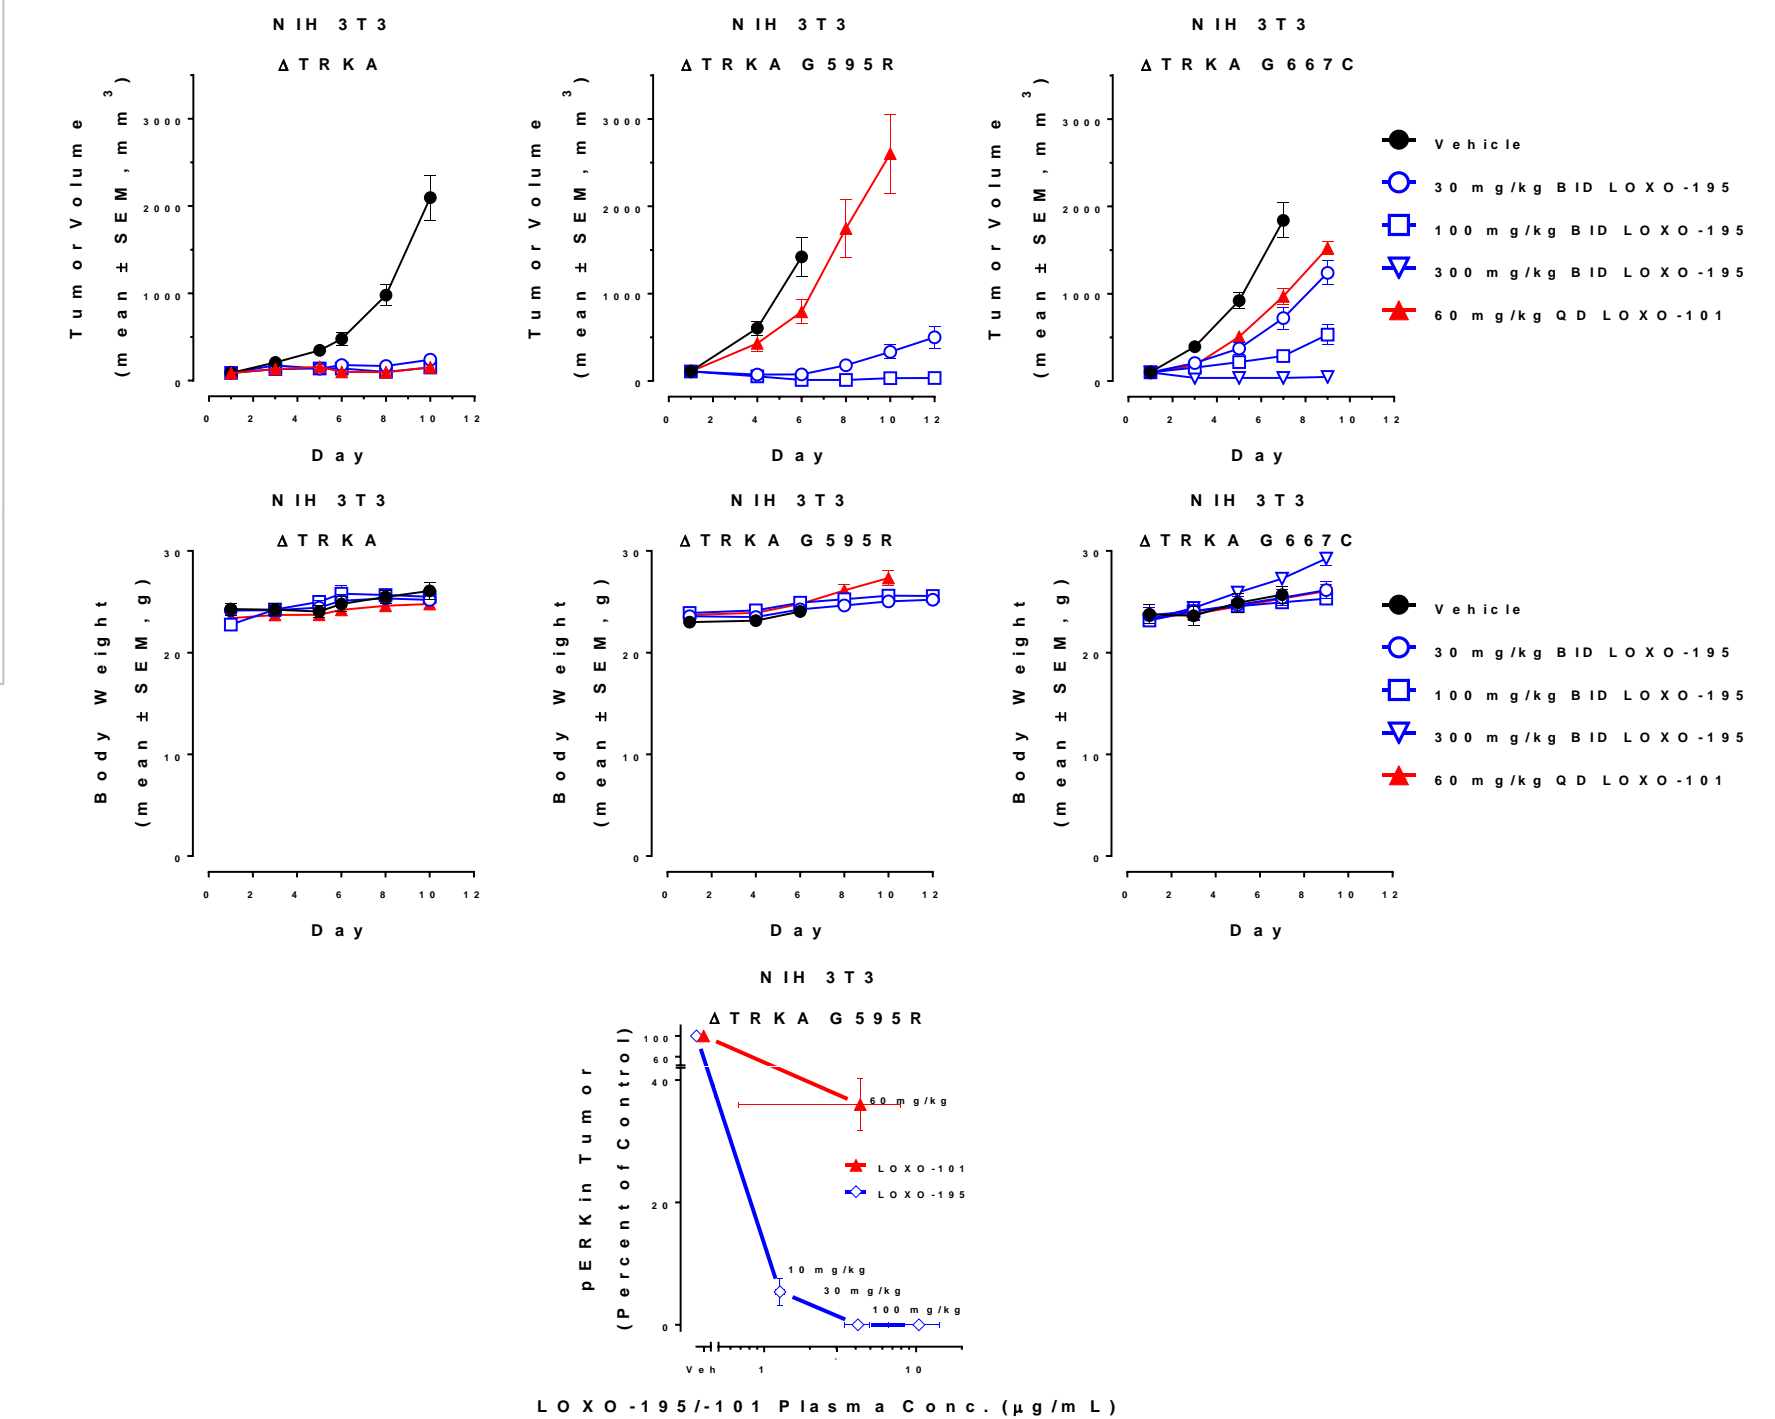 NIH 3T3
ΔTRKA
Tumor Volume
(mean ± SEM, mm3)
3000
2000
1000
0
0 2 4 6 8 10 12
Day
NIH 3T3
ΔTRKA G595R
Tumor Volume
(mean ± SEM, mm3)
3000
2000
1000
0
0 2 4 6 8 10 12
Day
NIH 3T3
ΔTRKA G667C
Tumor Volume
(mean ± SEM, mm3)
3000
2000
1000
0
0 2 4 6 8 10 12
Day
Vehicle
30 mg/kg BID LOXO-195
100 mg/kg BID LOXO-195
300 mg/kg BID LOXO-195
60 mg/kg QD LOXO-101
NIH 3T3
ΔTRKA
Body Weight
(mean ± SEM, g)
30
20
10
0
0 2 4 6 8 10 12
Day
NIH 3T3
ΔTRKA G595R
Body Weight
(mean ± SEM, g)
30
20
10
0
0 2 4 6 8 10 12
Day
NIH 3T3
ΔTRKA G667C
Body Weight
(mean ± SEM, g)
30
20
10
0
0 2 4 6 8 10 12
Day
Vehicle
30 mg/kg BID LOXO-195
100 mg/kg BID LOXO-195
300 mg/kg BID LOXO-195
60 mg/kg QD LOXO-101
NIH 3T3
ΔTRKA G595R
pERK in Tumor
(Percent of Control)
100
60
40
20
0
60 mg/kg
LOXO-101
LOXO-195
10 mg/kg
30 mg/kg
100 mg/kg
Veh 1 10
LOXO-195/-101 Plasma Conc. (μg/mL)